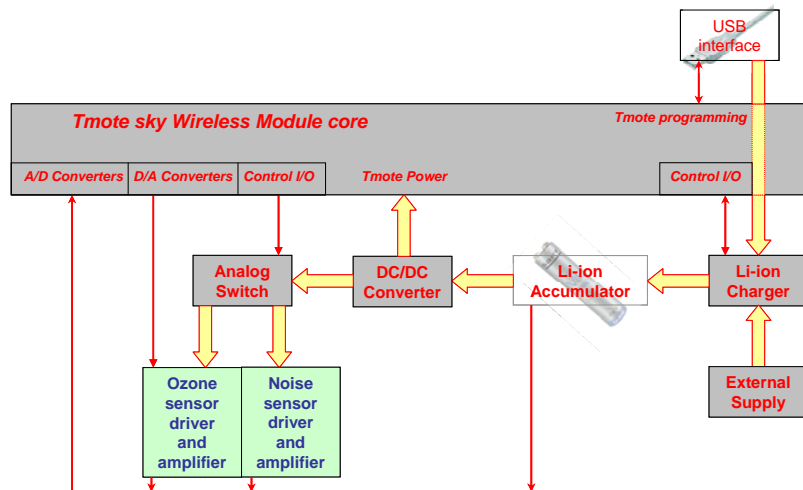 USB
interface
Tmote sky Wireless Module core
Tmote programming
A/D Converters
D/A Converters
Control I/O
Tmote Power
Control I/O
Analog
Switch
DC/DC
Converter
Li-ion
Accumulator
Li-ion
Charger
Ozone
sensor
driver
and
amplifier
Noise
sensor
driver
and
amplifier
External
Supply